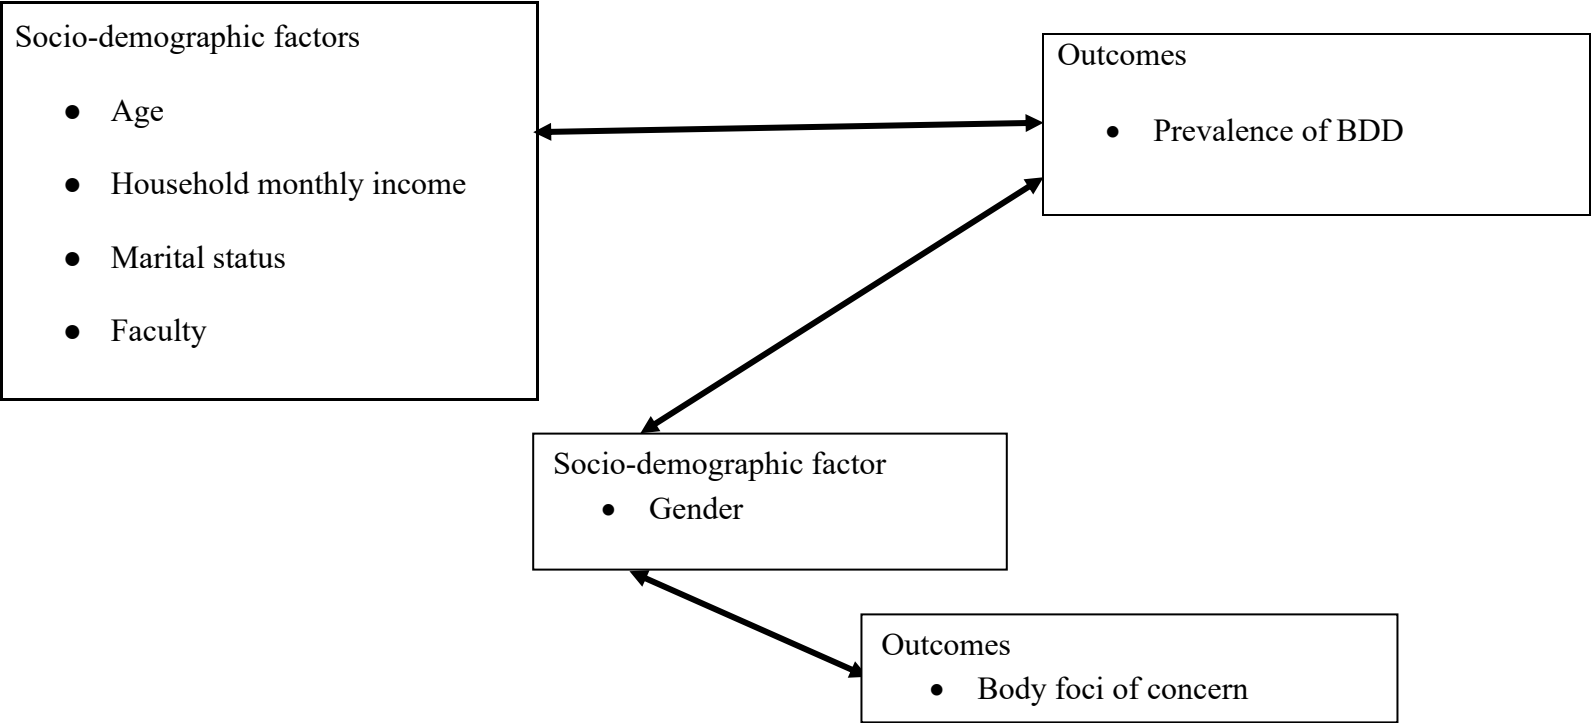 Socio-demographic factors
● Age
● Household monthly income
● Marital status
● Faculty
Outcomes
• Prevalence of BDD
Socio-demographic factor
• Gender
Outcomes
• Body foci of concern